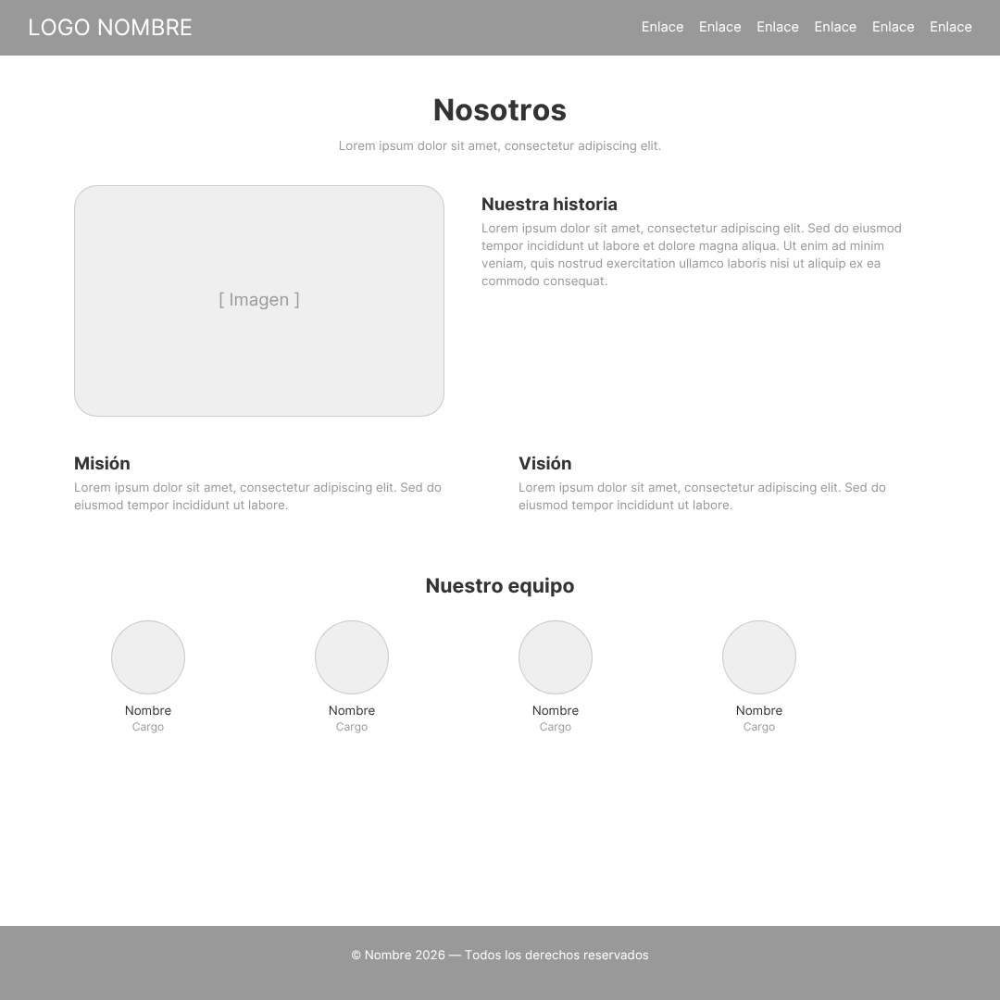 LOGO NOMBRE
Enlace Enlace Enlace Enlace Enlace Enlace
Nosotros
Lorem ipsum dolor sit amet, consectetur adipiscing elit.
[ Imagen ]
Nuestra historia
Lorem ipsum dolor sit amet, consectetur adipiscing elit. Sed do eiusmod
tempor incididunt ut labore et dolore magna aliqua. Ut enim ad minim
veniam, quis nostrud exercitation ullamco laboris nisi ut aliquip ex ea
commodo consequat.
Misión
Lorem ipsum dolor sit amet, consectetur adipiscing elit. Sed do
eiusmod tempor incididunt ut labore.
Visión
Lorem ipsum dolor sit amet, consectetur adipiscing elit. Sed do
eiusmod tempor incididunt ut labore.
Nuestro equipo
Nombre
Cargo
Nombre
Cargo
Nombre
Cargo
Nombre
Cargo
© Nombre 2026 — Todos los derechos reservados